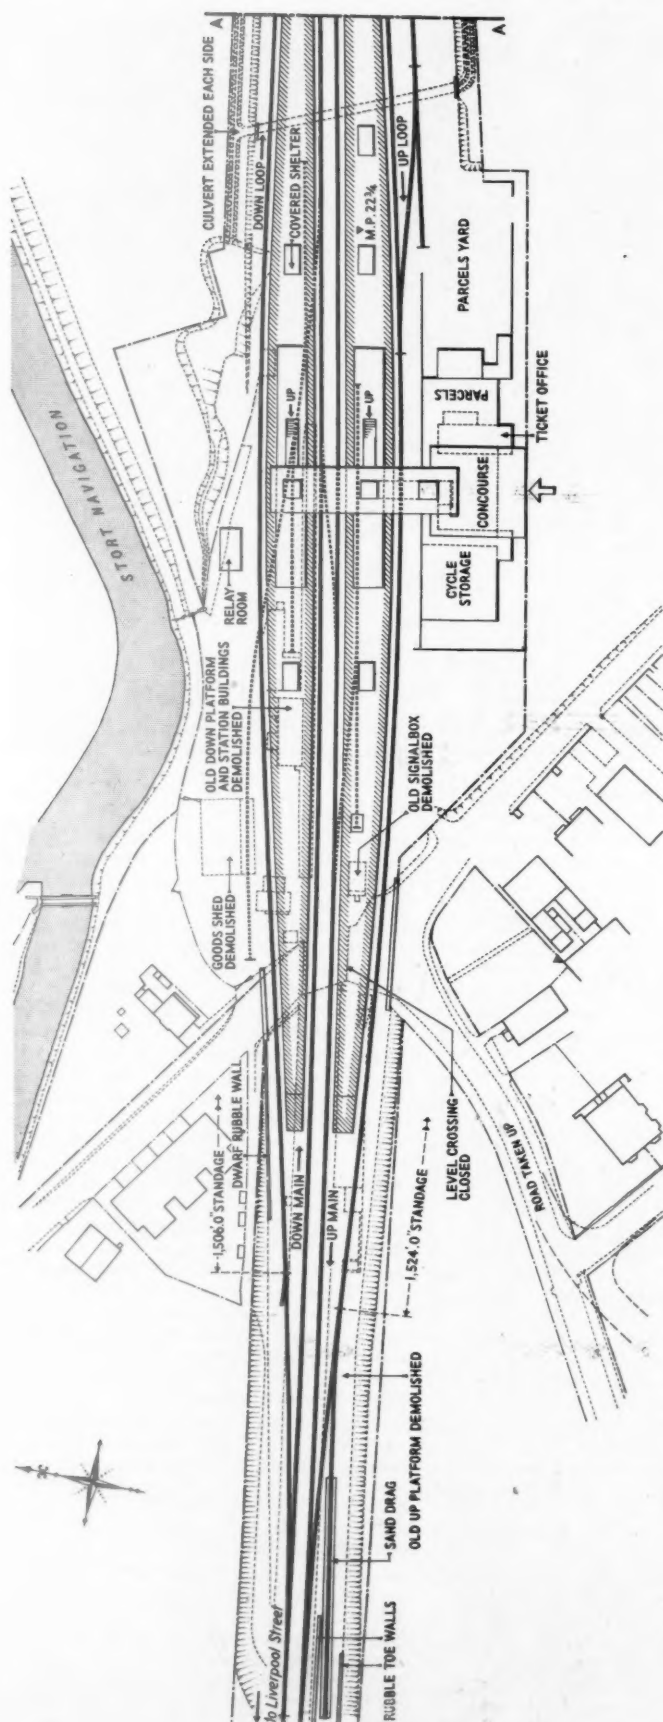 A
A
CULVERT EXTENDED EACH SIDE
DOWN LOOP
COVERED SHELTER
M.P. 22¾
UP LOOP
PARCELS YARD
STORT NAVIGATION
UP
UP
PARCELS
TICKET OFFICE
RELAY
ROOM
CONCOURSE
CYCLE
STORAGE
OLD DOWN PLATFORM
AND STATION BUILDINGS
DEMOLISHED
OLD SIGNALBOX
DEMOLISHED
GOODS SHED
DEMOLISHED
1,506'.0" STANDAGE
DWARF RUBBLE WALL
DOWN MAIN
UP MAIN
1,524'.0" STANDAGE
LEVEL CROSSING
CLOSED
ROAD TAKEN UP
OLD UP PLATFORM DEMOLISHED
SAND DRAG
to Liverpool Street
RUBBLE TOE WALLS